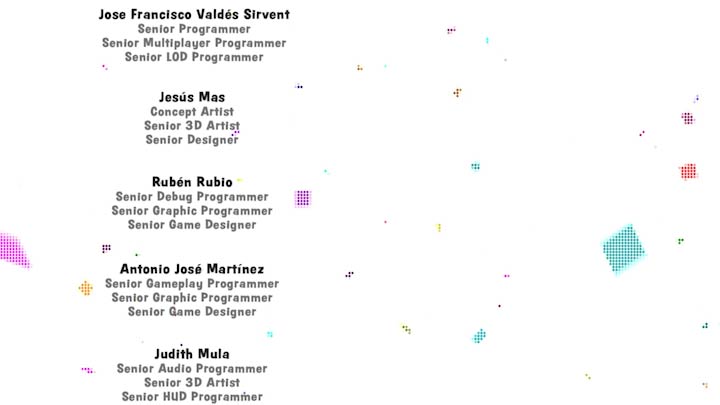 Jose Francisco Valdés Sirvent
Senior Programmer
Senior Multiplayer Programmer
Senior LOD Programmer
Jesús Mas
Concept Artist
Senior 3D Artist
Senior Designer
Rubén Rubio
Senior Debug Programmer
Senior Graphic Programmer
Senior Game Designer
Antonio José Martínez
Senior Gameplay Programmer
Senior Graphic Programmer
Senior Game Designer
Judith Mula
Senior Audio Programmer
Senior 3D Artist
Senior HUD Programmer